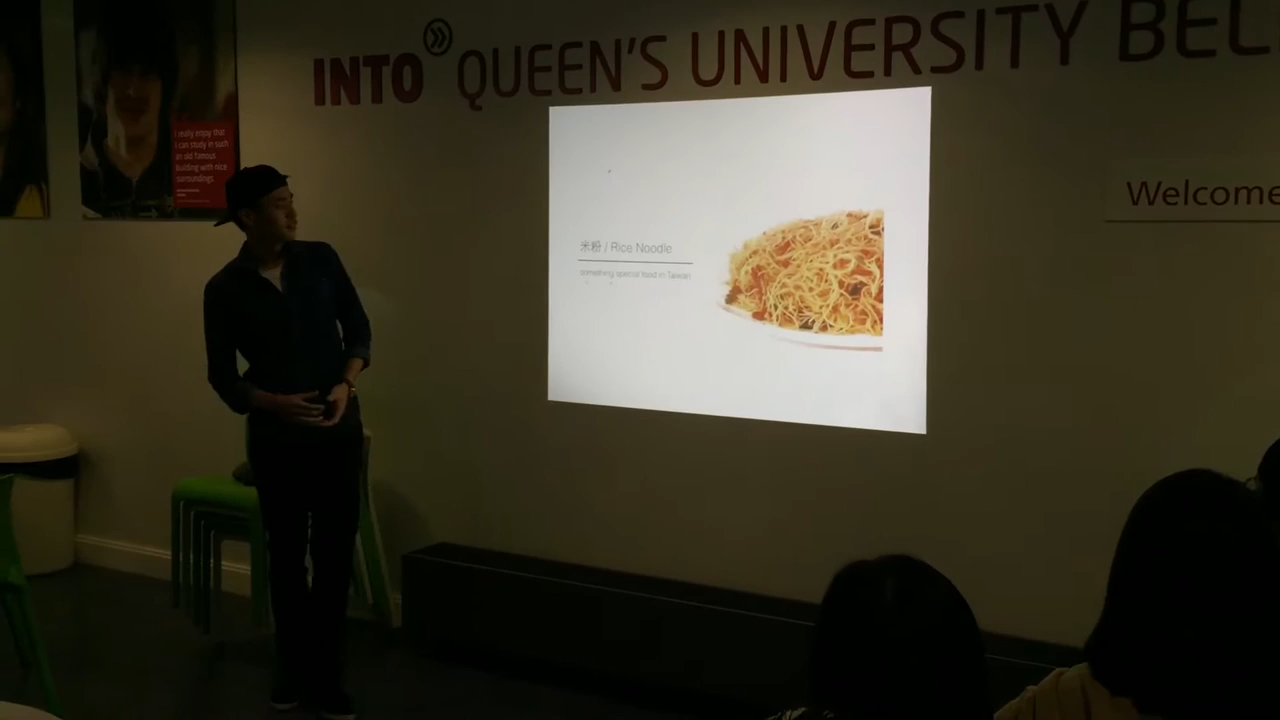 INTO QUEEN'S UNIVERSITY BEL
I really enjoy that
I can study in such
an old famous
building with nice
surroundings.
Welcome
米粉 / Rice Noodle
something special food in Taiwan